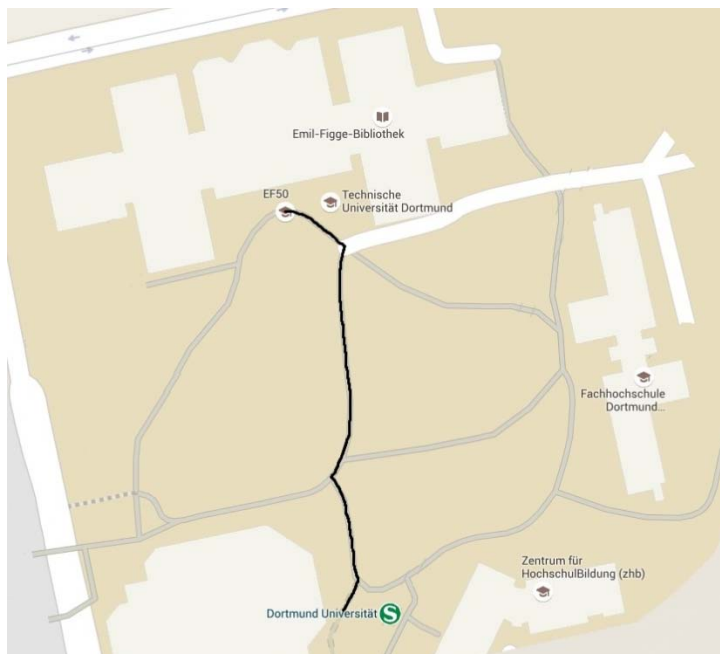 Emil-Figge-Bibliothek
EF50
Technische
Universität Dortmund
Fachhochschule
Dortmund...
Zentrum für
HochschulBildung (zhb)
Dortmund Universität S